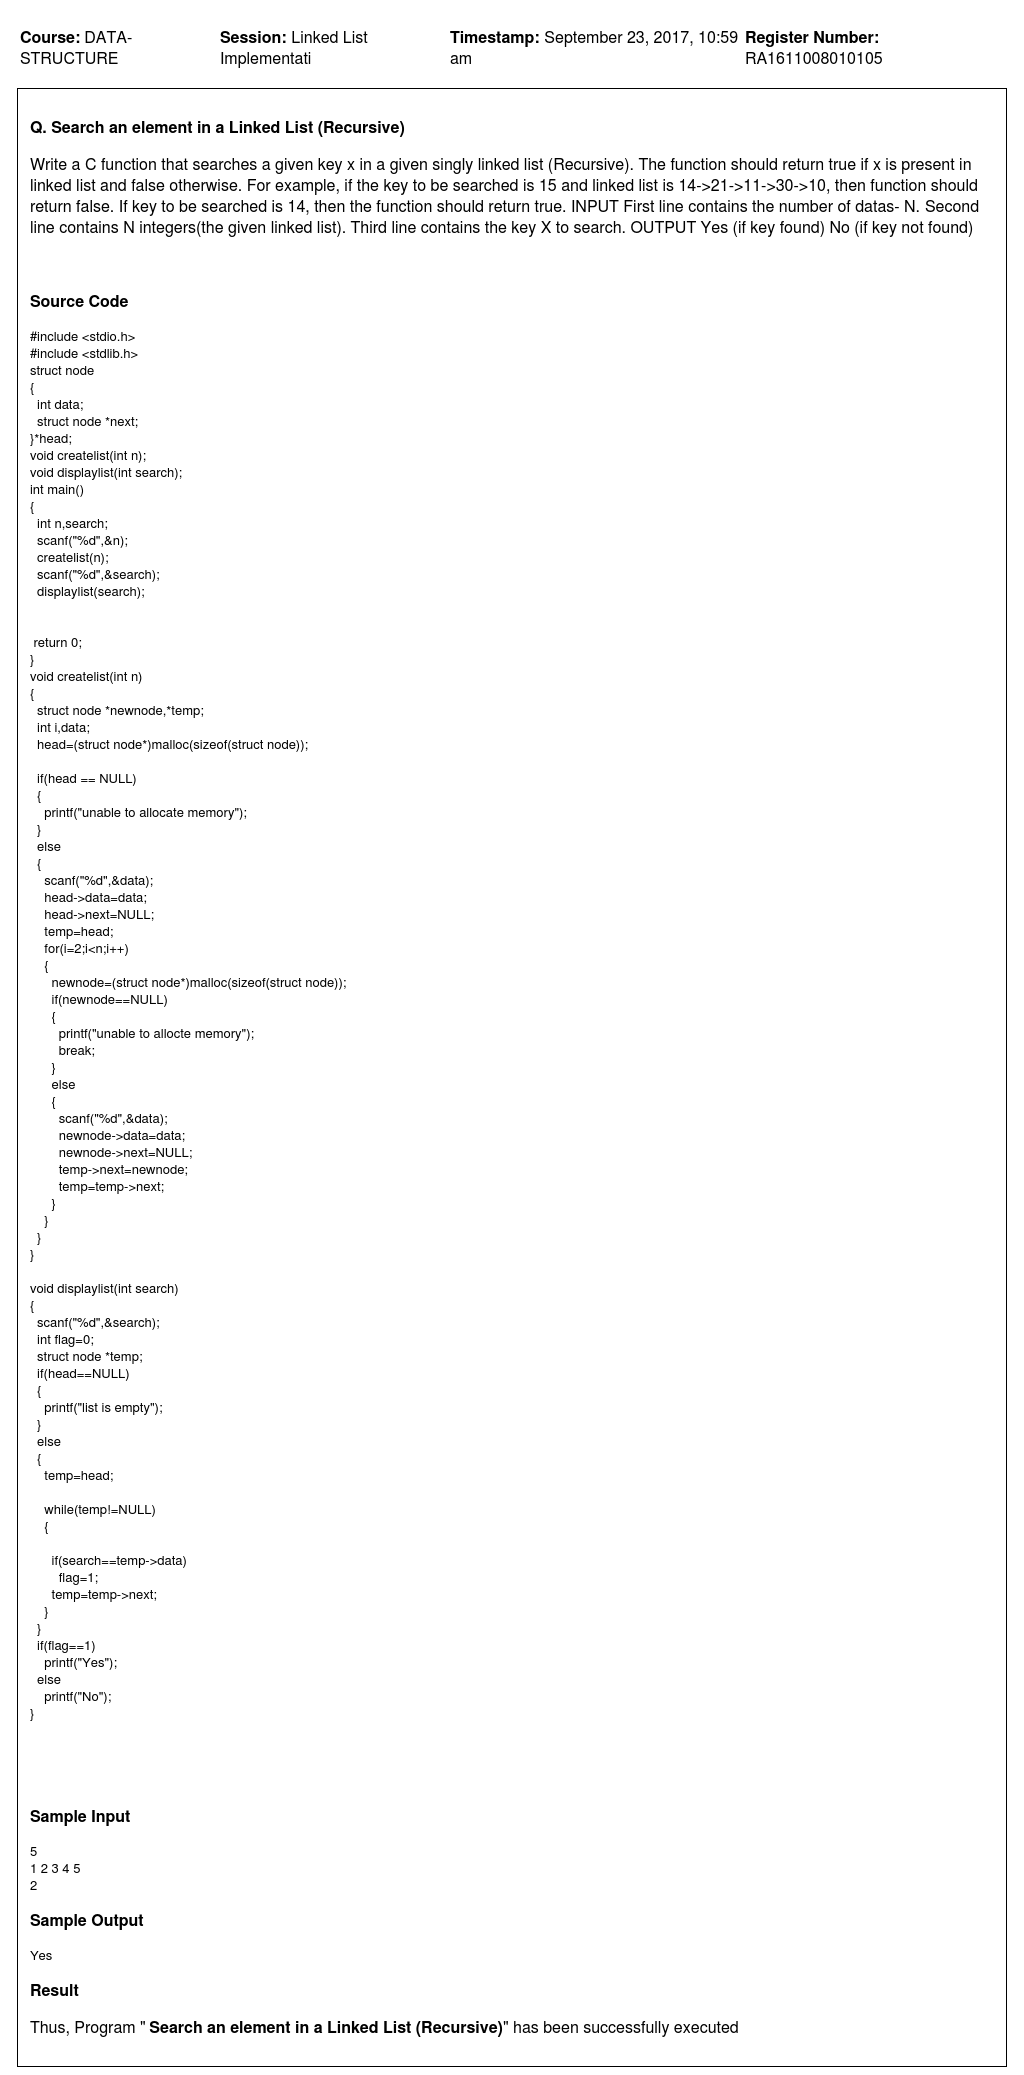 Course: DATA-STRUCTURE Session: Linked List Implementati Timestamp: September 23, 2017, 10:59 am Register Number: RA1611008010105
Q. Search an element in a Linked List (Recursive)
Write a C function that searches a given key x in a given singly linked list (Recursive). The function should return true if x is present in
linked list and false otherwise. For example, if the key to be searched is 15 and linked list is 14->21->11->30->10, then function should
return false. If key to be searched is 14, then the function should return true. INPUT First line contains the number of datas- N. Second
line contains N integers(the given linked list). Third line contains the key X to search. OUTPUT Yes (if key found) No (if key not found)
Source Code
#include <stdio.h>
#include <stdlib.h>
struct node
{
  int data;
  struct node *next;
}*head;
void createlist(int n);
void displaylist(int search);
int main()
{
  int n,search;
  scanf("%d",&n);
  createlist(n);
  scanf("%d",&search);
  displaylist(search);
 return 0;
}
void createlist(int n)
{
  struct node *newnode,*temp;
  int i,data;
  head=(struct node*)malloc(sizeof(struct node));
  if(head == NULL)
  {
    printf("unable to allocate memory");
  }
  else
  {
    scanf("%d",&data);
    head->data=data;
    head->next=NULL;
    temp=head;
    for(i=2;i<n;i++)
    {
      newnode=(struct node*)malloc(sizeof(struct node));
      if(newnode==NULL)
      {
        printf("unable to allocte memory");
        break;
      }
      else
      {
        scanf("%d",&data);
        newnode->data=data;
        newnode->next=NULL;
        temp->next=newnode;
        temp=temp->next;
      }
    }
  }
}
void displaylist(int search)
{
  scanf("%d",&search);
  int flag=0;
  struct node *temp;
  if(head==NULL)
  {
    printf("list is empty");
  }
  else
  {
    temp=head;
    while(temp!=NULL)
    {
      if(search==temp->data)
        flag=1;
      temp=temp->next;
    }
  }
  if(flag==1)
    printf("Yes");
  else
    printf("No");
}
Sample Input
5
1 2 3 4 5
2
Sample Output
Yes
Result
Thus, Program " Search an element in a Linked List (Recursive)" has been successfully executed